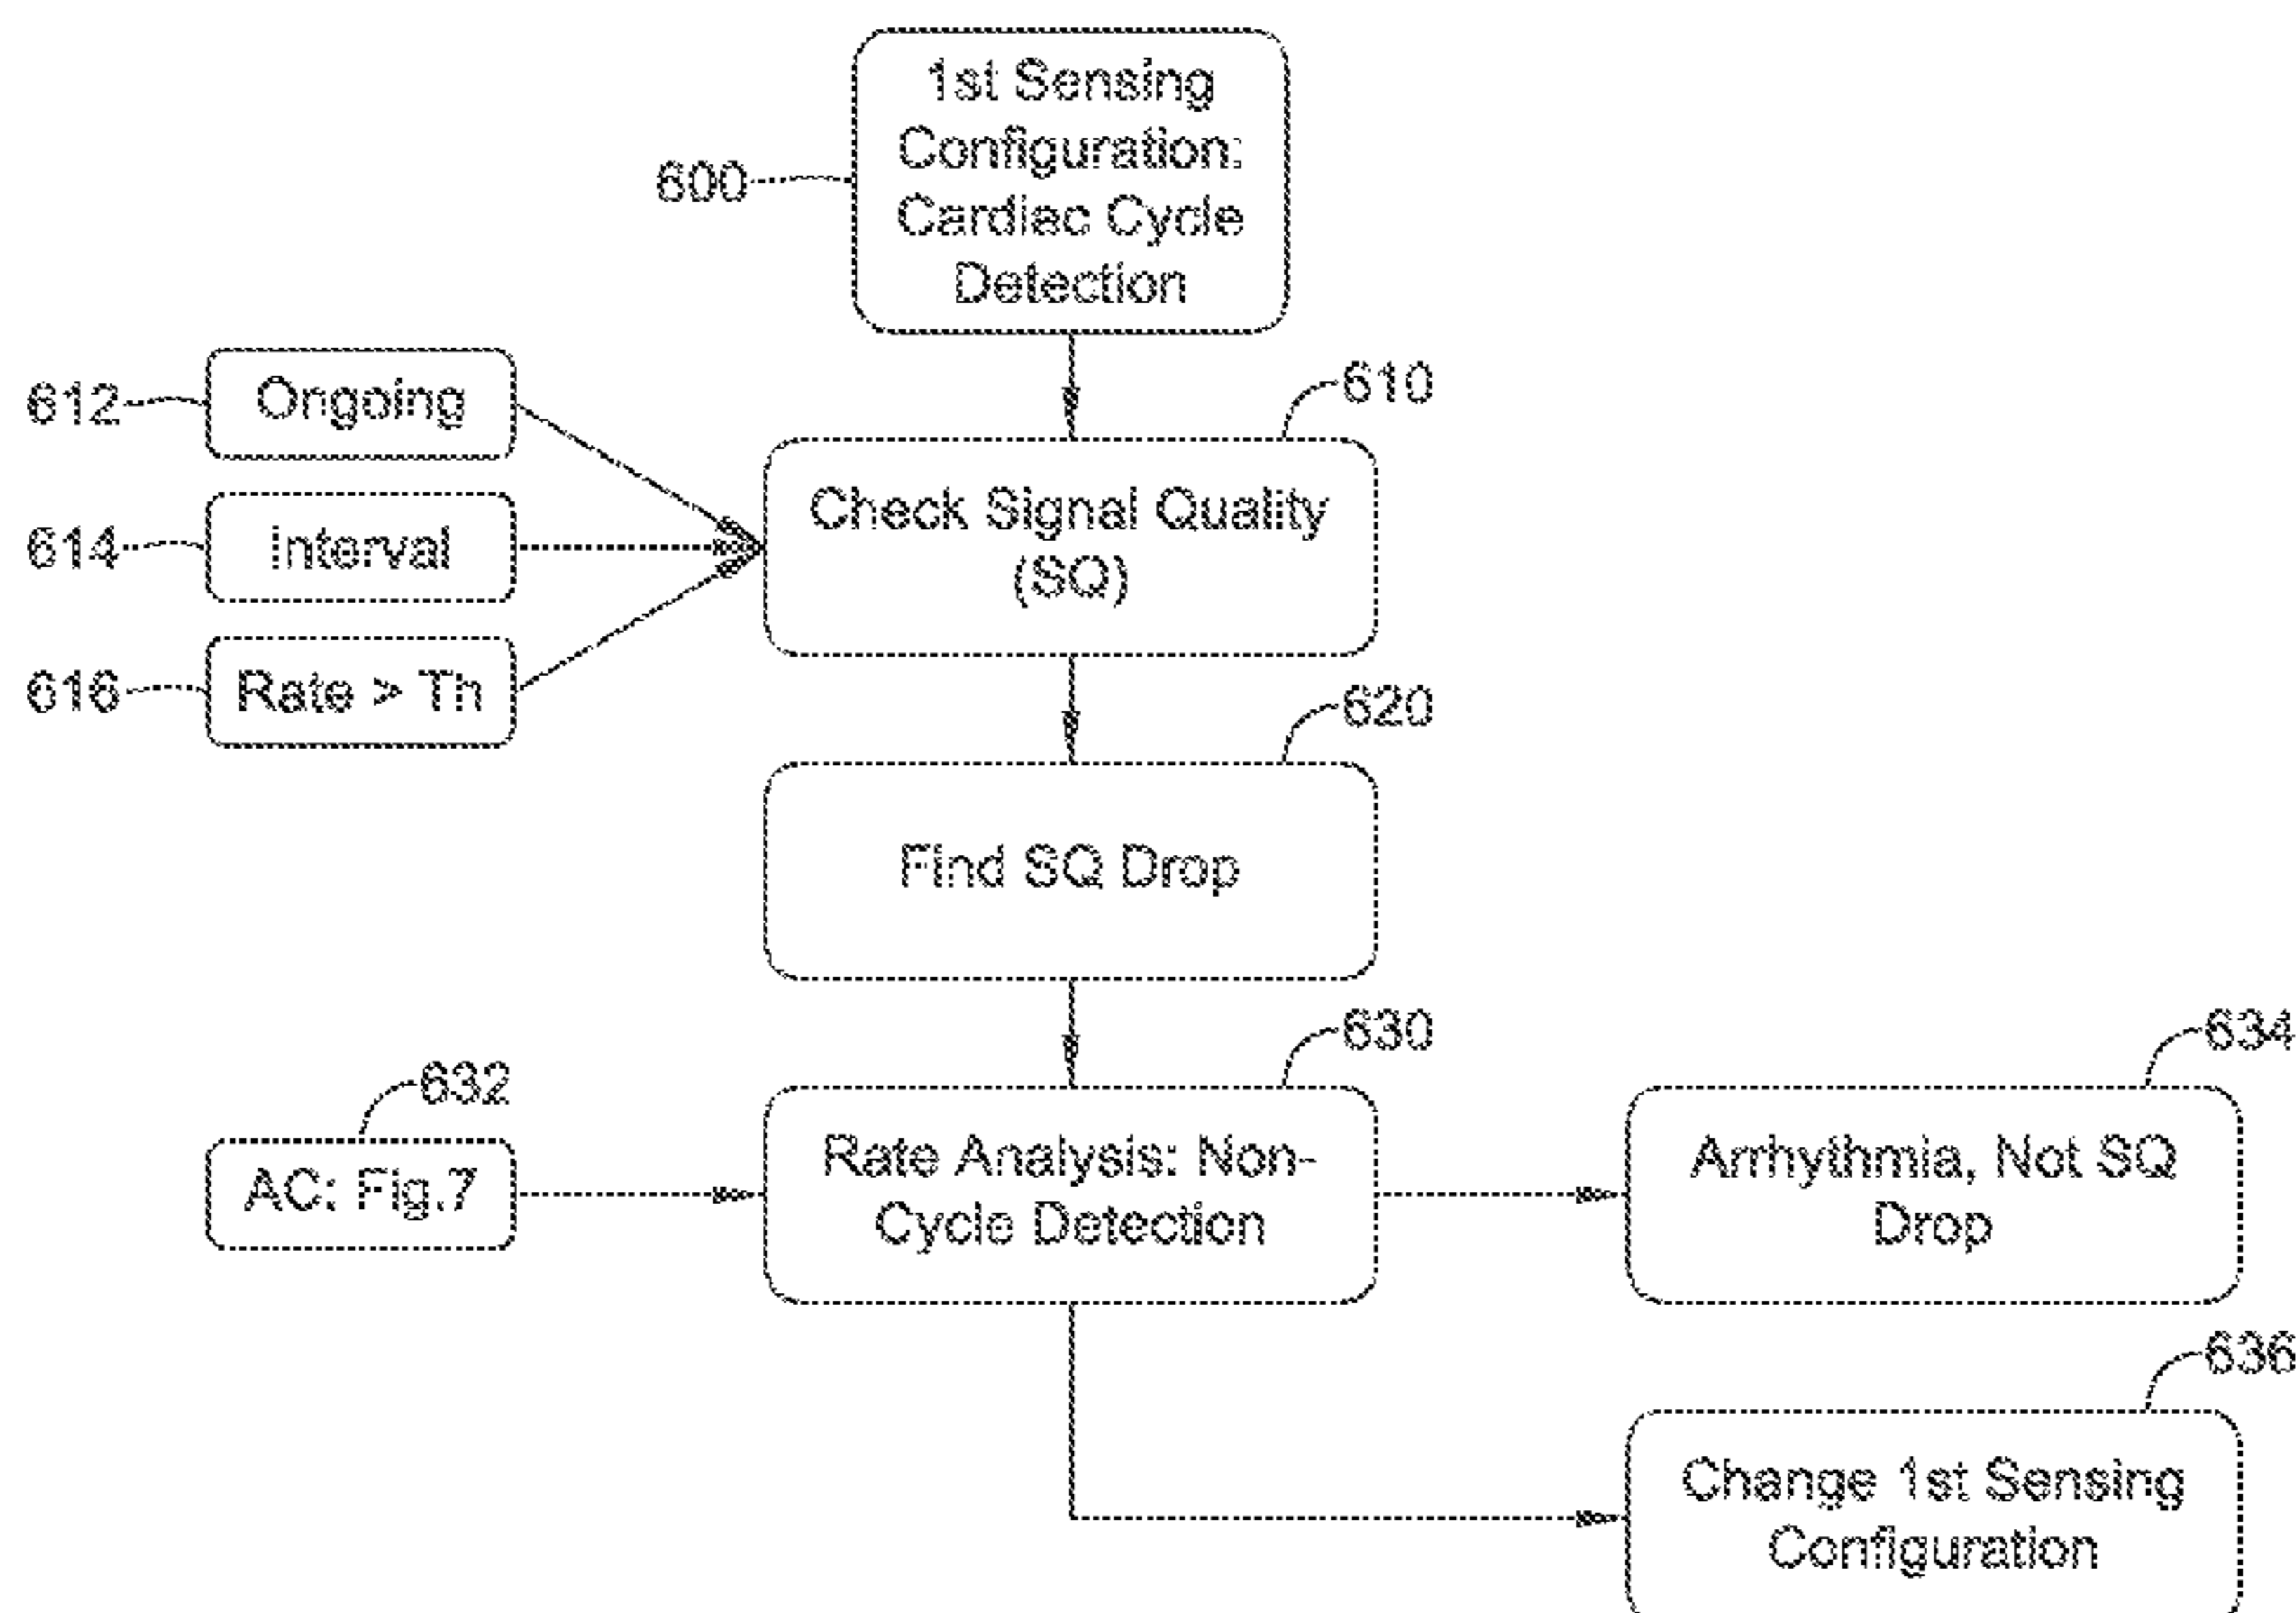 1st Sensing
Configuration:
Cardiac Cycle
Detection
600
612
Ongoing
610
614
Interval
Check Signal Quality
(SQ)
616
Rate > Th
620
Find SQ Drop
630
634
632
AC: Fig.7
Rate Analysis: Non-
Cycle Detection
Arrhythmia, Not SQ
Drop
636
Change 1st Sensing
Configuration